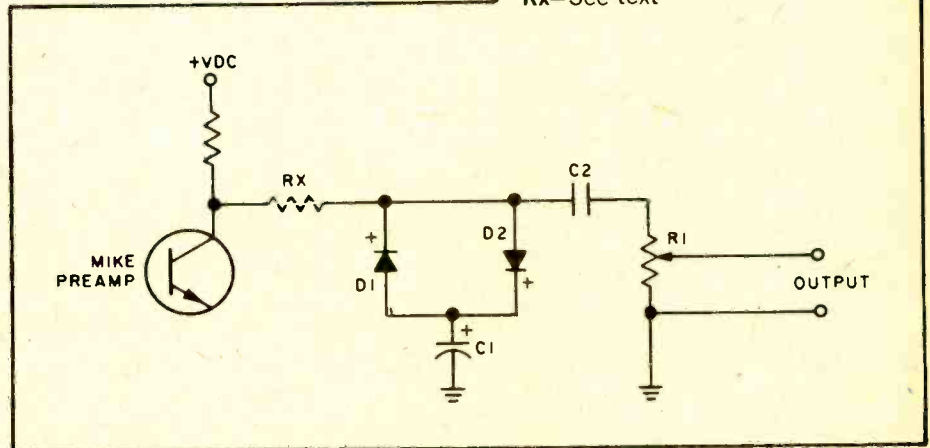 Rx—See text
+VDC
RX
C2
D2
R1
+
MIKE
PREAMP
D1
+
OUTPUT
+
C1